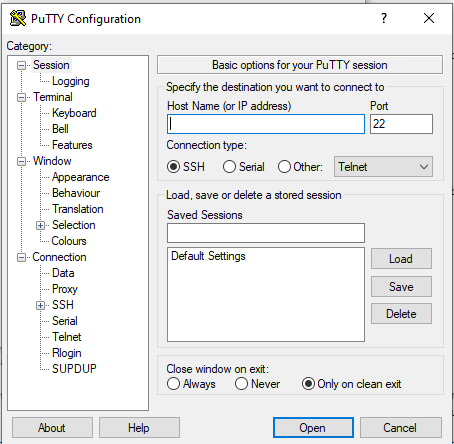 PuTTY Configuration
Category:
Session
Logging
Terminal
Keyboard
Bell
Features
Window
Appearance
Behaviour
Translation
Selection
Colours
Connection
Data
Proxy
SSH
Serial
Telnet
Rlogin
SUPDUP
Basic options for your PuTTY session
Specify the destination you want to connect to
Host Name (or IP address) Port
22
Connection type:
SSH Serial Other: Telnet
Load, save or delete a stored session
Saved Sessions
Default Settings
Load
Save
Delete
Close window on exit:
Always Never Only on clean exit
About Help Open Cancel